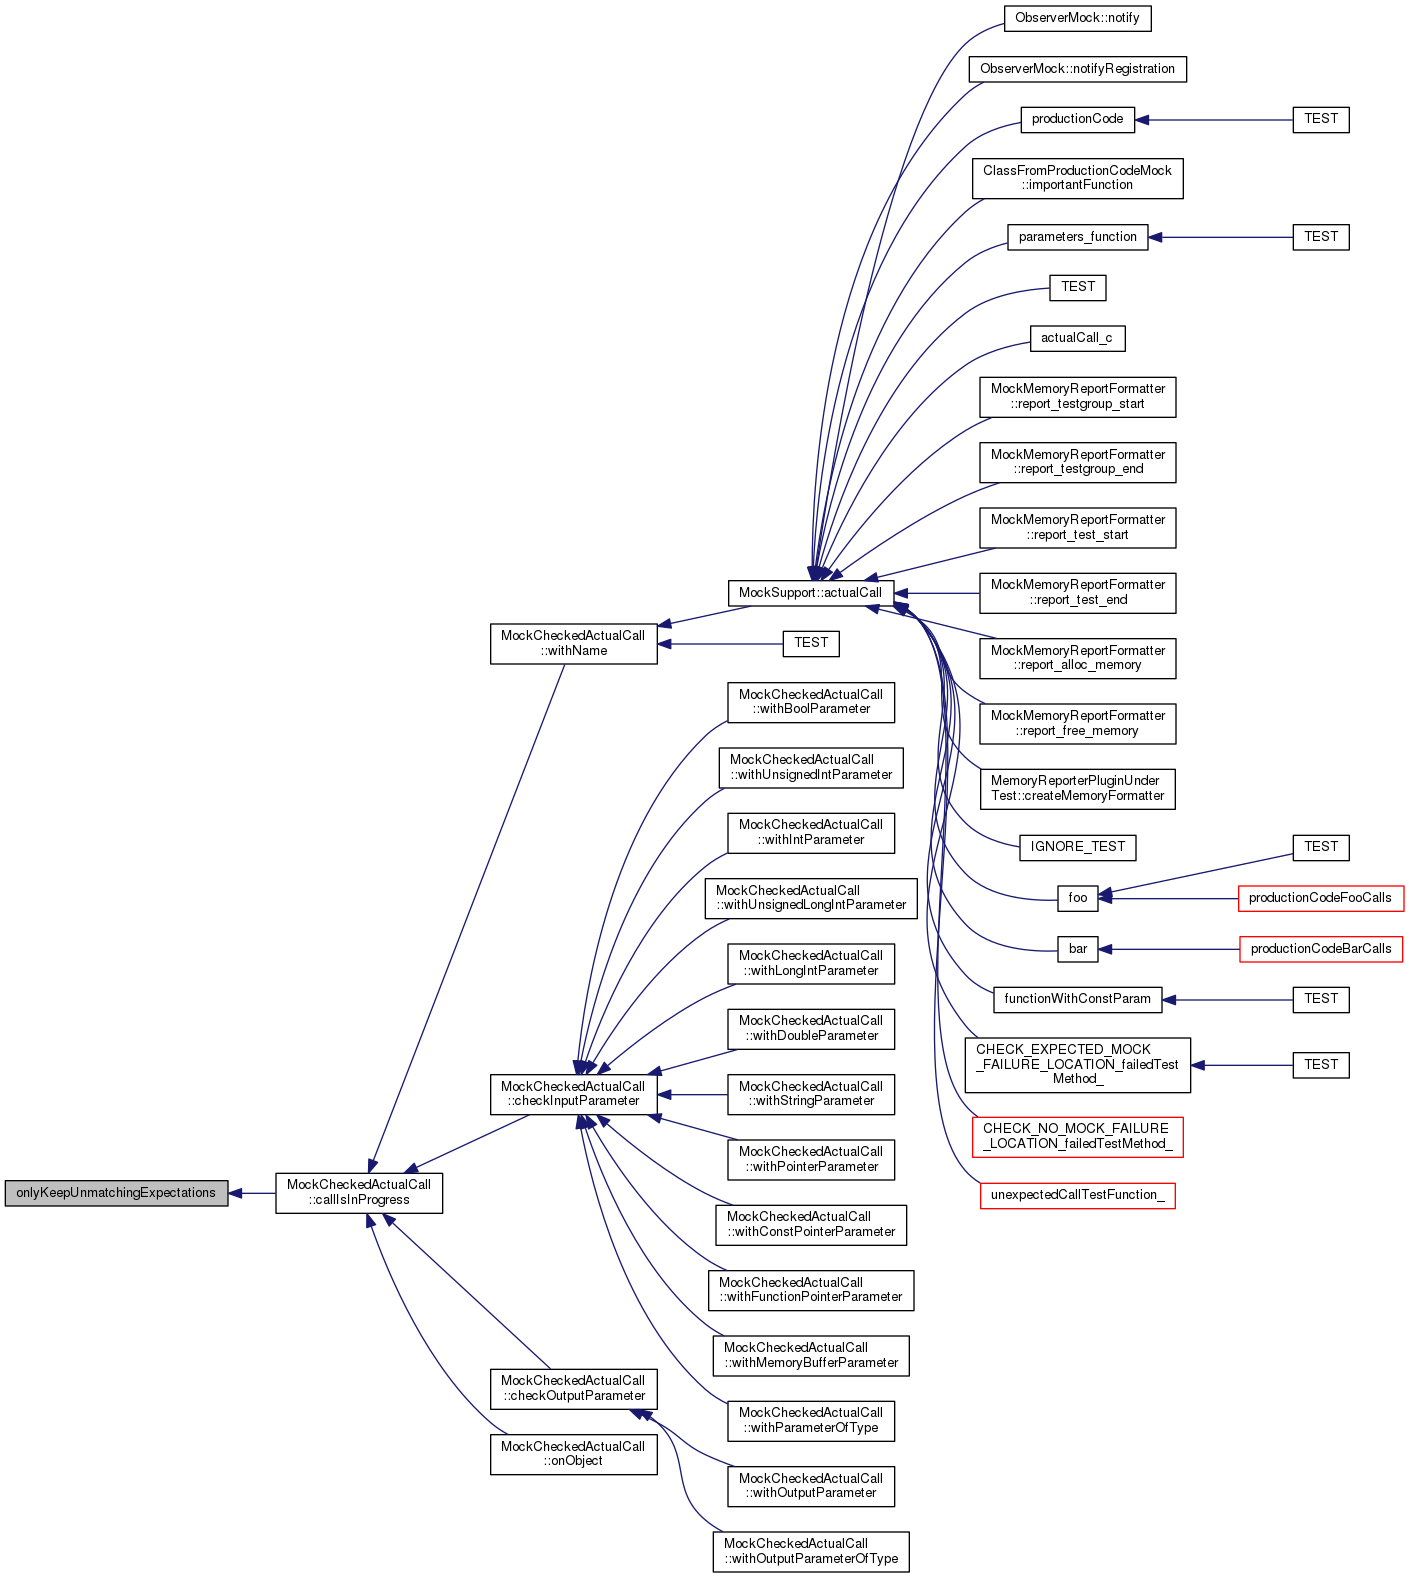 ObserverMock::notify
ObserverMock::notifyRegistration
productionCode
TEST
ClassFromProductionCodeMock
::importantFunction
parameters_function
TEST
TEST
actualCall_c
MockMemoryReportFormatter
::report_testgroup_start
MockMemoryReportFormatter
::report_testgroup_end
MockMemoryReportFormatter
::report_test_start
MockSupport::actualCall
MockMemoryReportFormatter
::report_test_end
MockCheckedActualCall
::withName
TEST
MockMemoryReportFormatter
::report_alloc_memory
MockCheckedActualCall
::withBoolParameter
MockMemoryReportFormatter
::report_free_memory
MockCheckedActualCall
::withUnsignedIntParameter
MemoryReporterPluginUnder
Test::createMemoryFormatter
MockCheckedActualCall
::withIntParameter
IGNORE_TEST
TEST
MockCheckedActualCall
::withUnsignedLongIntParameter
foo
productionCodeFooCalls
MockCheckedActualCall
::withLongIntParameter
bar
productionCodeBarCalls
functionWithConstParam
TEST
MockCheckedActualCall
::withDoubleParameter
CHECK_EXPECTED_MOCK
_FAILURE_LOCATION_failedTest
Method_
TEST
MockCheckedActualCall
::checkInputParameter
MockCheckedActualCall
::withStringParameter
CHECK_NO_MOCK_FAILURE
_LOCATION_failedTestMethod_
MockCheckedActualCall
::withPointerParameter
onlyKeepUnmatchingExpectations
MockCheckedActualCall
::callIsInProgress
unexpectedCallTestFunction_
MockCheckedActualCall
::withConstPointerParameter
MockCheckedActualCall
::withFunctionPointerParameter
MockCheckedActualCall
::withMemoryBufferParameter
MockCheckedActualCall
::checkOutputParameter
MockCheckedActualCall
::withParameterOfType
MockCheckedActualCall
::onObject
MockCheckedActualCall
::withOutputParameter
MockCheckedActualCall
::withOutputParameterOfType